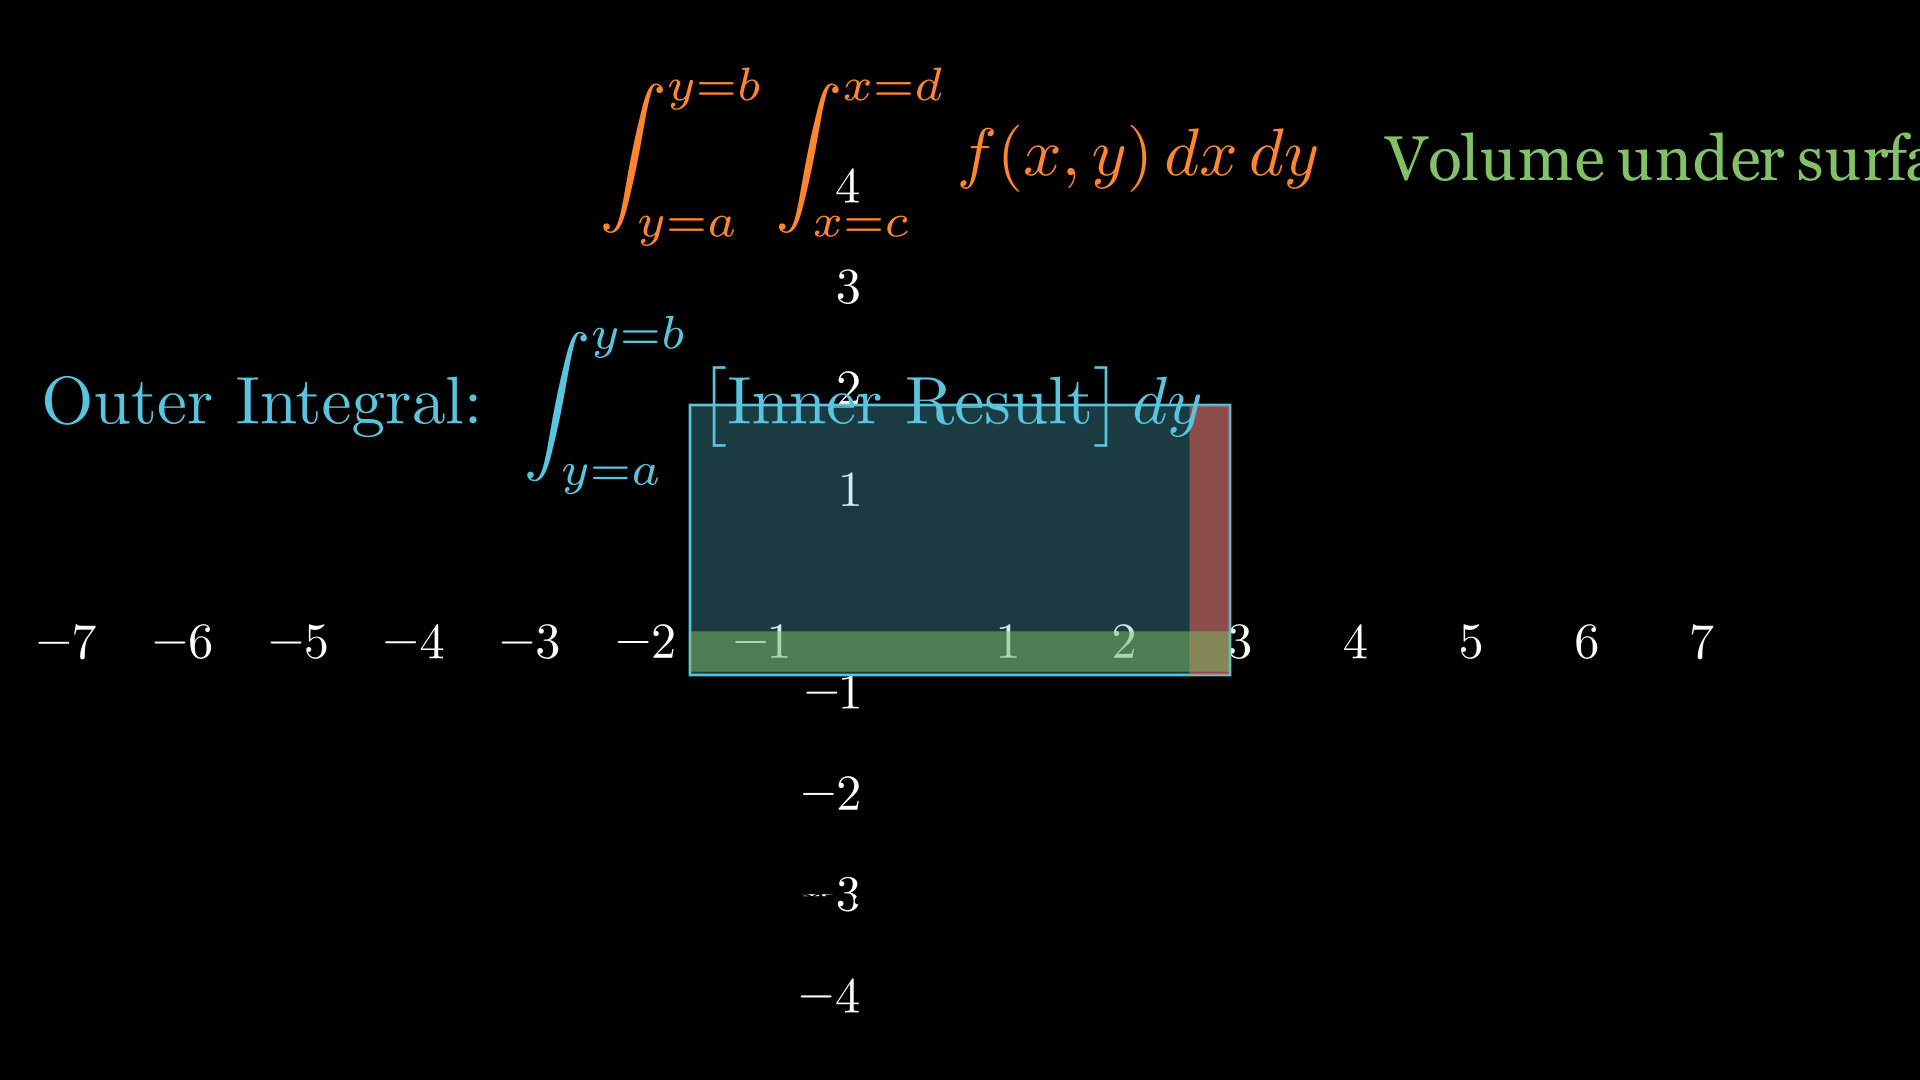 ∫_{y=a}^{y=b} ∫_{x=c}^{x=d} f(x, y) dx dy Volume under
4
3
Outer Integral: ∫_{y=a}^{y=b} [Inner Result] dy
2
1
−7 −6 −5 −4 −3 −2 −1 1 2 3 4 5 6 7
−1
−2
−3
−4